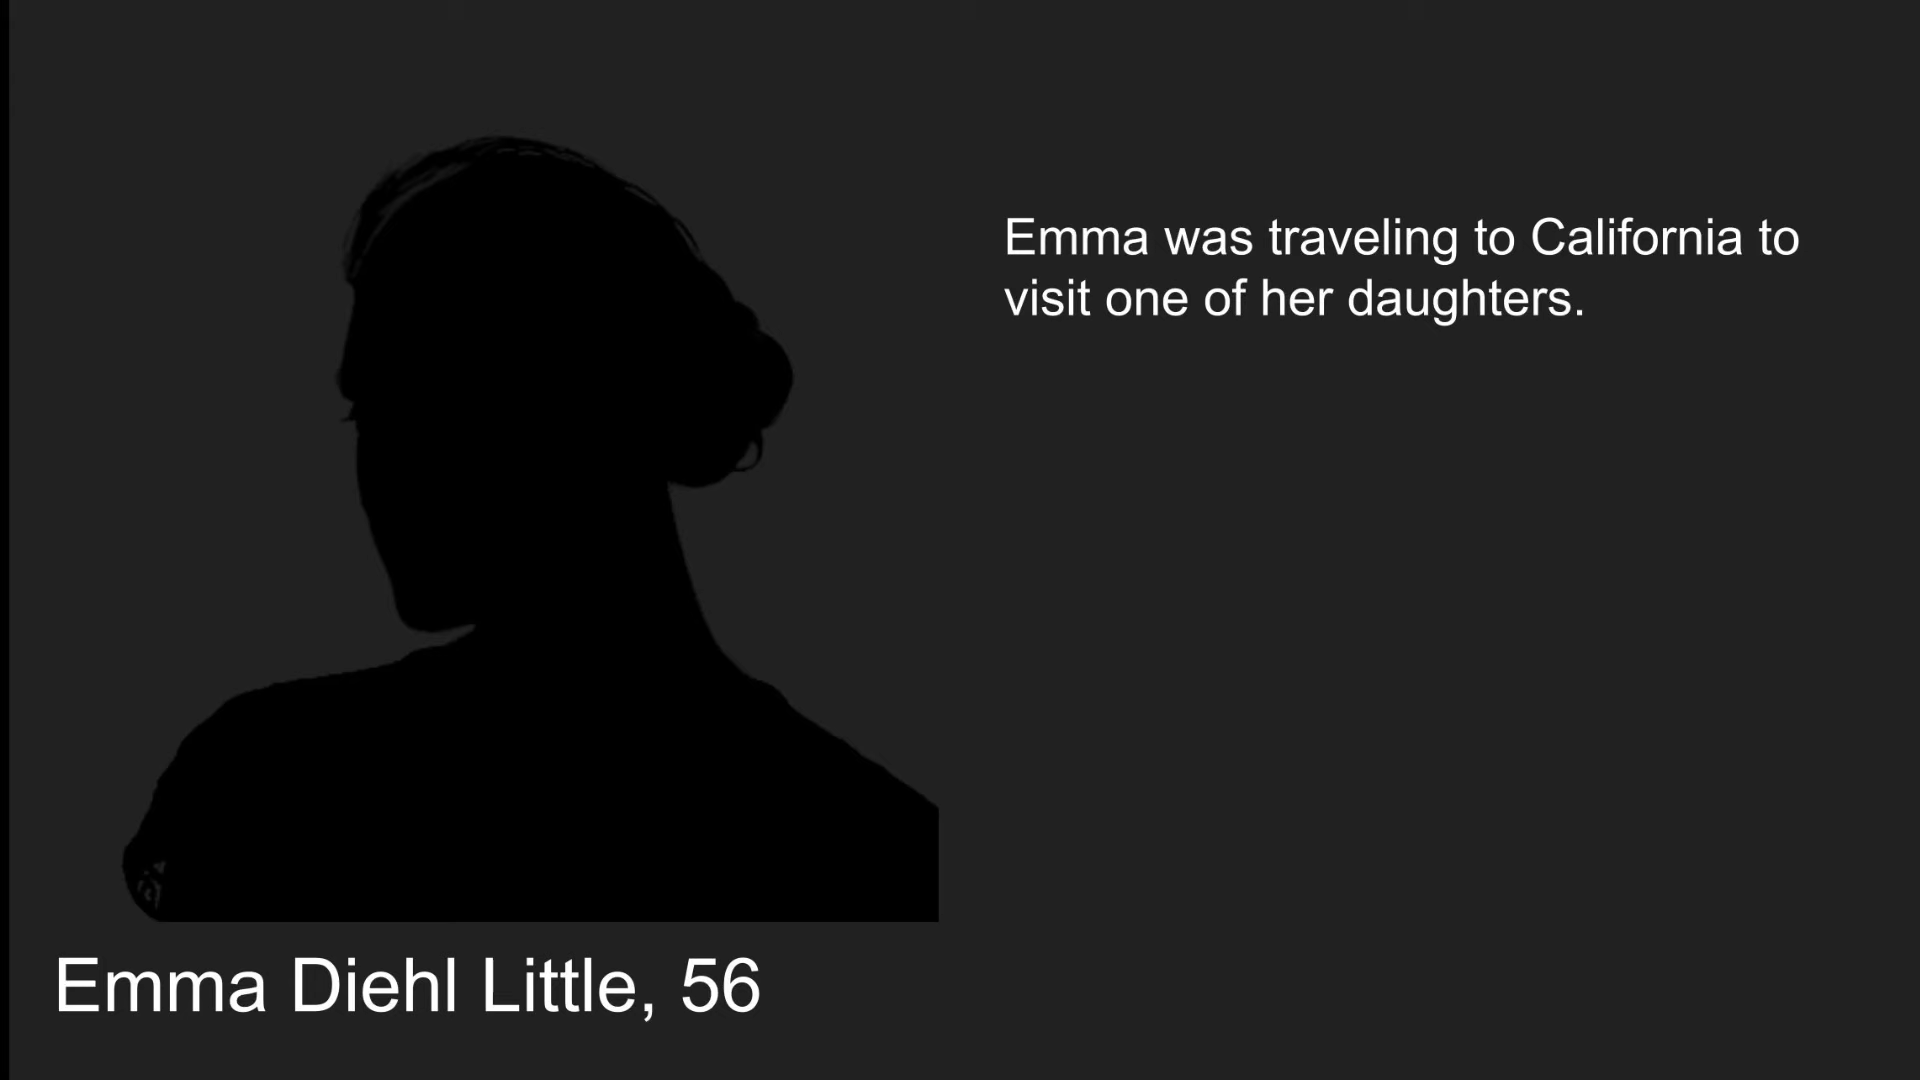 Emma was traveling to California to
visit one of her daughters.
Emma Diehl Little, 56